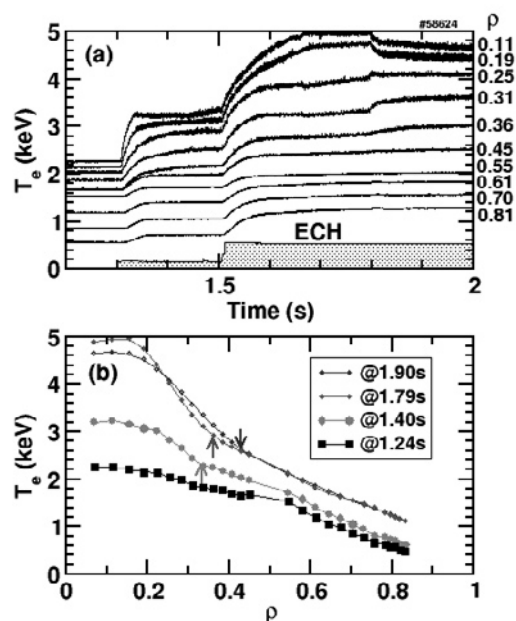 #58624
ρ
5
(a)
0.11
0.19
4
0.25
0.31
3
0.36
0.45
2
0.55
0.61
1
0.70
0.81
ECH
0
1.5
2
Te (keV)
Time (s)
5
(b)
@1.90s
@1.79s
@1.40s
@1.24s
4
3
2
1
0
Te (keV)
0
0.2
0.4
0.6
0.8
1
ρ